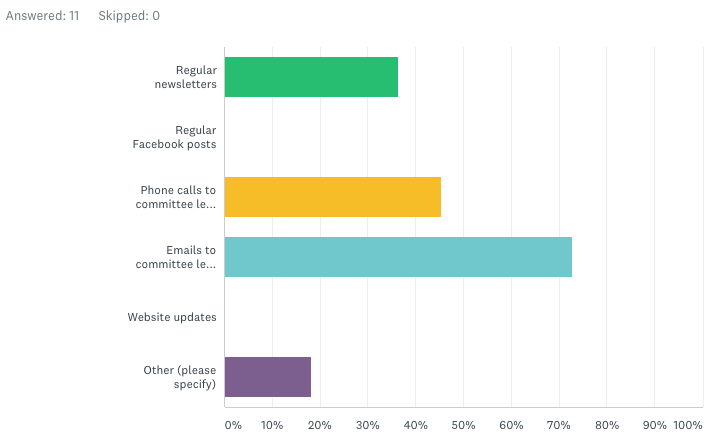 Answered: 11 Skipped: 0
Regular
newsletters
Regular
Facebook posts
Phone calls to
committee le...
Emails to
committee le...
Website updates
Other (please
specify)
0% 10% 20% 30% 40% 50% 60% 70% 80% 90% 100%